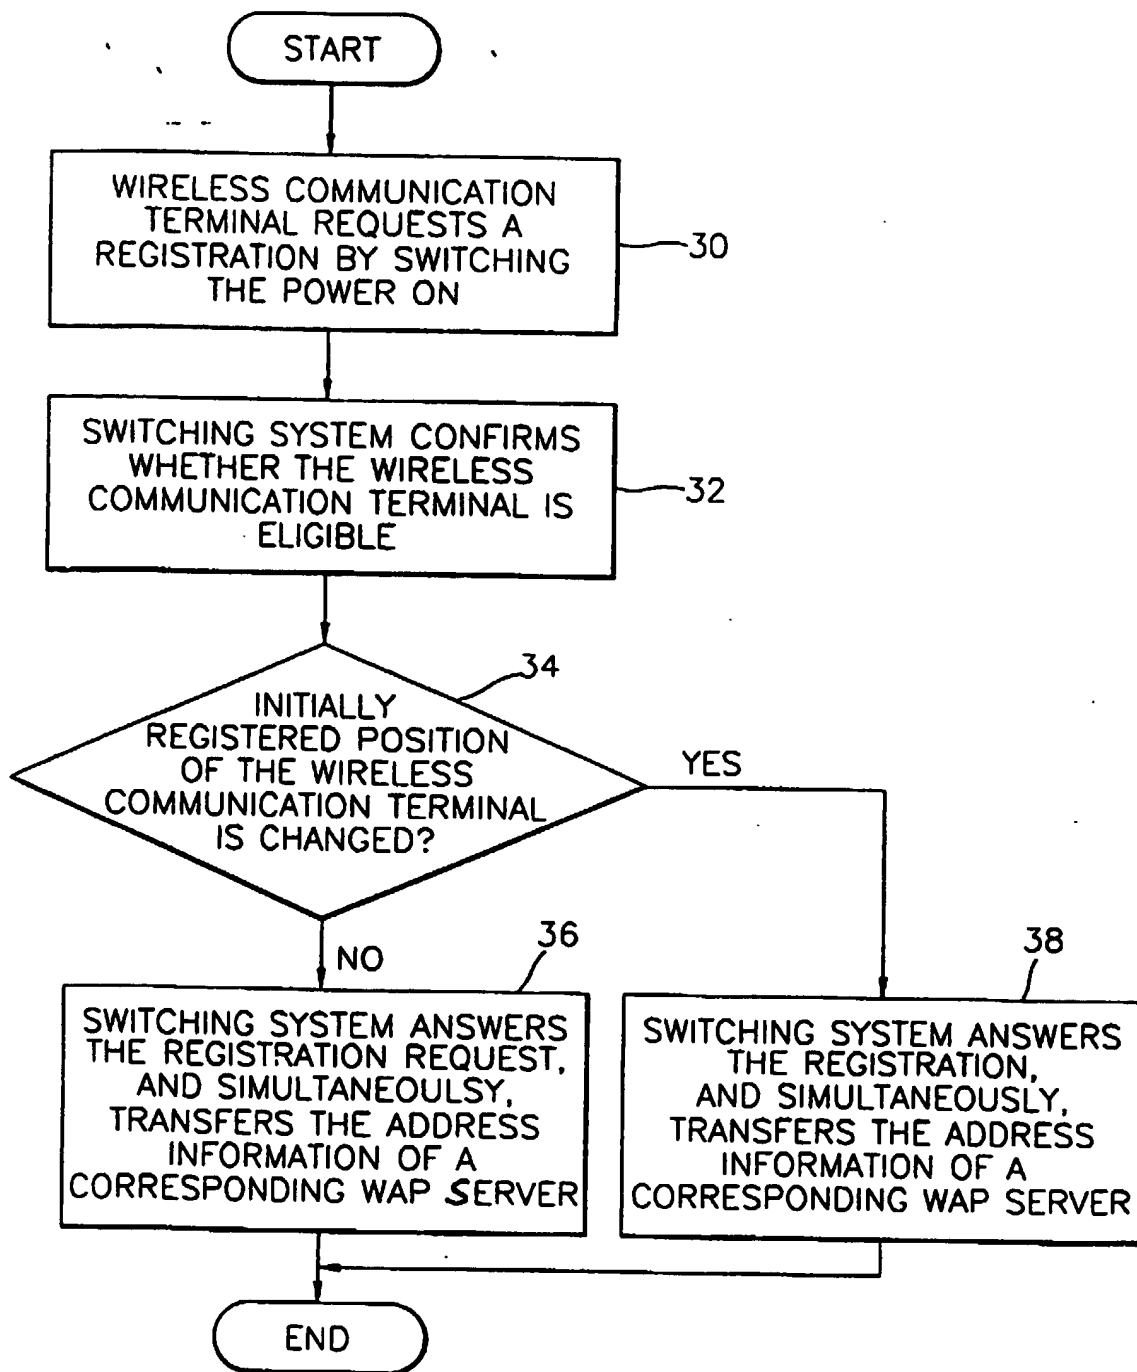 START
WIRELESS COMMUNICATION
TERMINAL REQUESTS A
REGISTRATION BY SWITCHING
THE POWER ON
30
SWITCHING SYSTEM CONFIRMS
WHETHER THE WIRELESS
COMMUNICATION TERMINAL IS
ELIGIBLE
32
34
INITIALLY
REGISTERED POSITION
OF THE WIRELESS
COMMUNICATION TERMINAL
IS CHANGED?
YES
NO
36
SWITCHING SYSTEM ANSWERS
THE REGISTRATION REQUEST,
AND SIMULTANEOULSY,
TRANSFERS THE ADDRESS
INFORMATION OF A
CORRESPONDING WAP SERVER
38
SWITCHING SYSTEM ANSWERS
THE REGISTRATION,
AND SIMULTANEOUSLY,
TRANSFERS THE ADDRESS
INFORMATION OF A
CORRESPONDING WAP SERVER
END